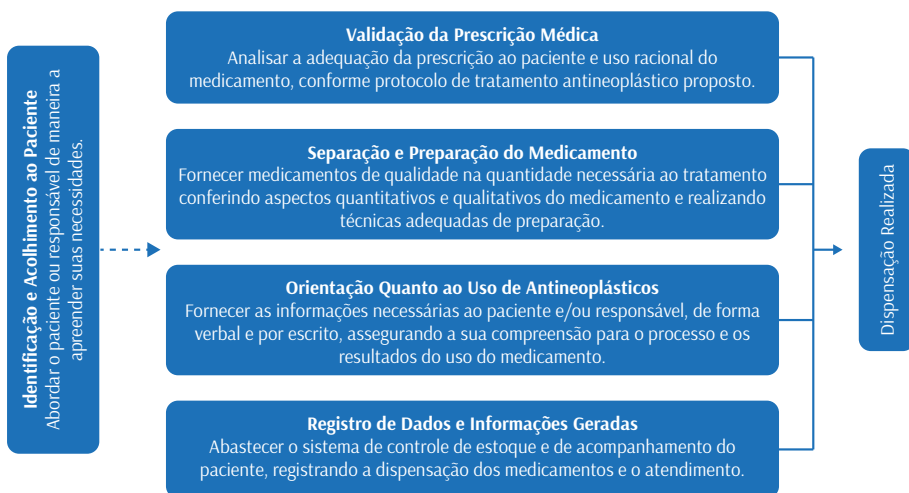 Identificação e Acolhimento ao Paciente
Abordar o paciente ou responsável de maneira a
apreender suas necessidades.
Validação da Prescrição Médica
Analisar a adequação da prescrição ao paciente e uso racional do
medicamento, conforme protocolo de tratamento antineoplástico proposto.
Separação e Preparação do Medicamento
Fornecer medicamentos de qualidade na quantidade necessária ao tratamento
conferindo aspectos quantitativos e qualitativos do medicamento e realizando
técnicas adequadas de preparação.
Orientação Quanto ao Uso de Antineoplásticos
Fornecer as informações necessárias ao paciente e/ou responsável, de forma
verbal e por escrito, assegurando a sua compreensão para o processo e os
resultados do uso do medicamento.
Registro de Dados e Informações Geradas
Abastecer o sistema de controle de estoque e de acompanhamento do
paciente, registrando a dispensação dos medicamentos e o atendimento.
Dispensação Realizada